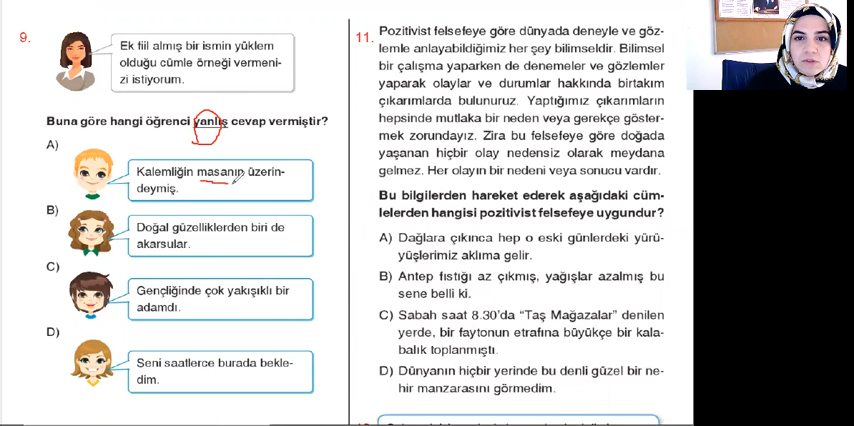 9.
Ek fiil almış bir ismin yüklem
olduğu cümle örneği vermeni-
zi istiyorum.
Buna göre hangi öğrenci yanlış cevap vermiştir?
A)
Kalemliğin masanın üzerin-
deymiş.
B)
Doğal güzelliklerden biri de
akarsular.
C)
Gençliğinde çok yakışıklı bir
adamdı.
D)
Seni saatlerce burada bekle-
dim.
11.
Pozitivist felsefeye göre dünyada deneyle ve göz-
lemle anlayabildiğimiz her şey bilimseldir. Bilimsel
bir çalışma yaparken de denemeler ve gözlemler
yaparak olaylar ve durumlar hakkında birtakım
çıkarımlarda bulunuruz. Yaptığımız çıkarımların
hepsinde mutlaka bir neden veya gerekçe göster-
mek zorundayız. Zira bu felsefeye göre doğada
yaşanan hiçbir olay nedensiz olarak meydana
gelmez. Her olayın bir nedeni veya sonucu vardır.
Bu bilgilerden hareket ederek aşağıdaki cüm-
lelerden hangisi pozitivist felsefeye uygundur?
A) Dağlara çıkınca hep o eski günlerdeki yürü-
yüşlerimiz aklıma gelir.
B) Antep fıstığı az çıkmış, yağışlar azalmış bu
sene belli ki.
C) Sabah saat 8.30'da “Taş Mağazalar” denilen
yerde, bir faytonun etrafına büyükçe bir kala-
balık toplanmıştı.
D) Dünyanın hiçbir yerinde bu denli güzel bir ne-
hir manzarasını görmedim.